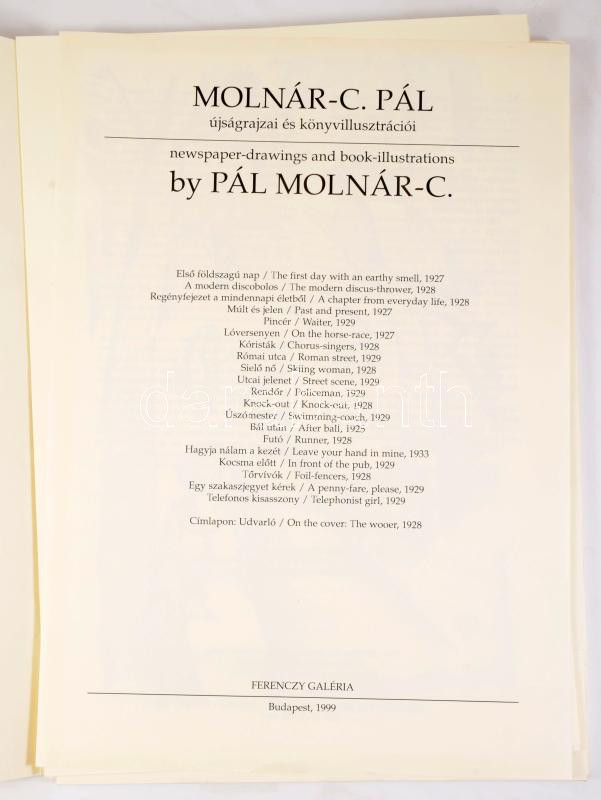 MOLNÁR-C. PÁL
újságrajzai és könyvillusztrációi
newspaper-drawings and book-illustrations
by PÁL MOLNÁR-C.
Első földszagú nap / The first day with an earthy smell, 1927
A modern discobolos / The modern discus-thrower, 1928
Regényfejezet a mindennapi életből / A chapter from everyday life, 1928
Múlt és jelen / Past and present, 1927
Pincér / Waiter, 1929
Lóversenyen / On the horse-race, 1927
Kóristák / Chorus-singers, 1928
Római utca / Roman street, 1929
Sielő nő / Skiing woman, 1928
Utcai jelenet / Street scene, 1929
Rendőr / Policeman, 1929
Knock-out / Knock-out, 1928
Úszómester / Swimming-coach, 1929
Bál után / After ball, 1925
Futó / Runner, 1928
Hagyja nálam a kezét / Leave your hand in mine, 1933
Kocsma előtt / In front of the pub, 1929
Tőrvívók / Foil-fencers, 1928
Egy szakaszjegyet kérek / A penny-fare, please, 1929
Telefonos kisasszony / Telephonist girl, 1929
Címlapon: Udvarló / On the cover: The wooer, 1928
FERENCZY GALÉRIA
Budapest, 1999